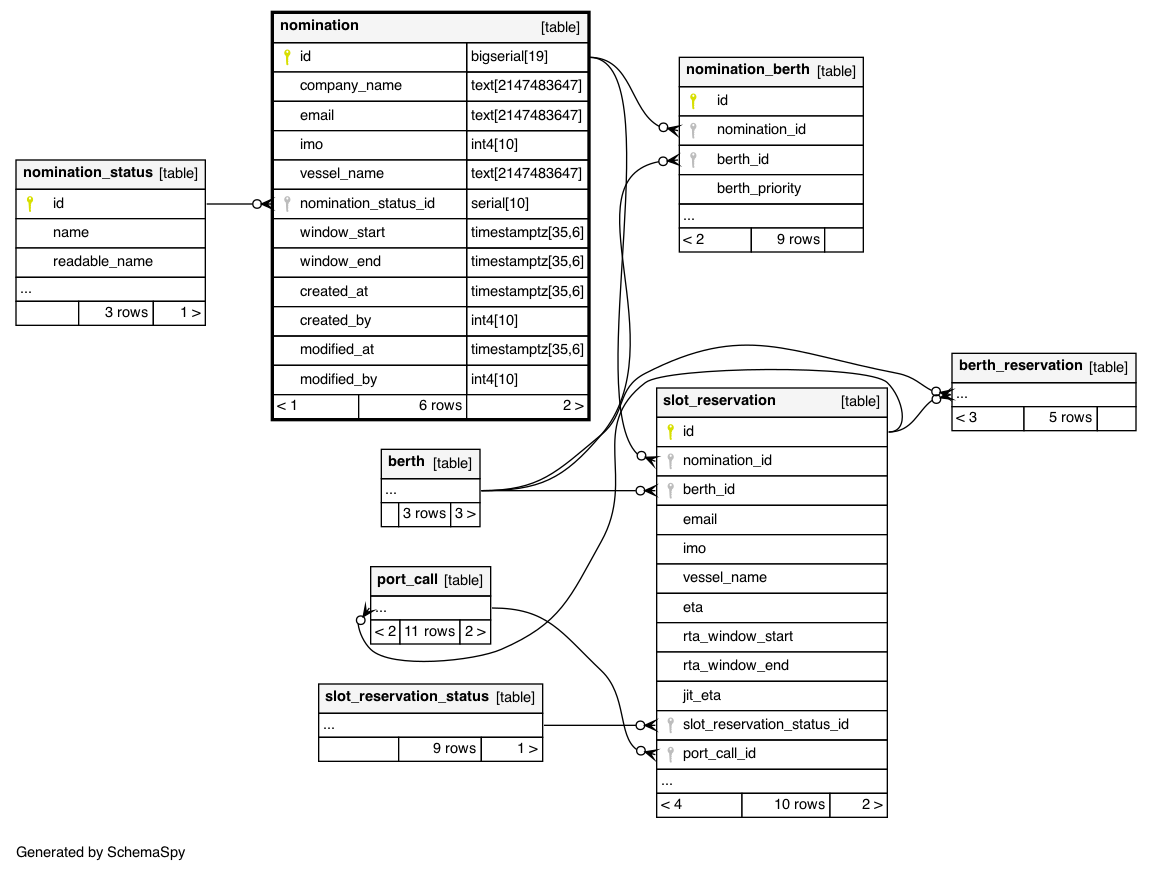 nomination [table]
id bigserial[19]
company_name text[2147483647]
email text[2147483647]
imo int4[10]
vessel_name text[2147483647]
nomination_status_id serial[10]
window_start timestamptz[35,6]
window_end timestamptz[35,6]
created_at timestamptz[35,6]
created_by int4[10]
modified_at timestamptz[35,6]
modified_by int4[10]
< 1 6 rows 2 >
nomination_berth [table]
id
nomination_id
berth_id
berth_priority
...
< 2 9 rows
nomination_status [table]
id
name
readable_name
...
3 rows 1 >
berth_reservation [table]
...
< 3 5 rows
slot_reservation [table]
id
nomination_id
berth_id
email
imo
vessel_name
eta
rta_window_start
rta_window_end
jit_eta
slot_reservation_status_id
port_call_id
...
< 4 10 rows 2 >
berth [table]
...
3 rows 3 >
port_call [table]
...
< 2 11 rows 2 >
slot_reservation_status [table]
...
9 rows 1 >
Generated by SchemaSpy